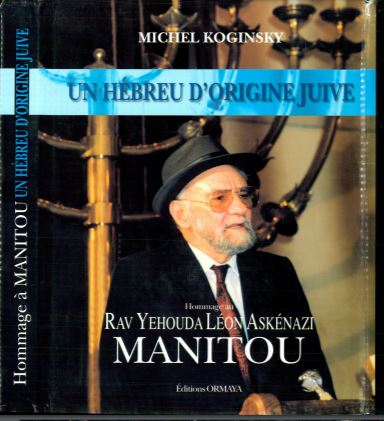 Hommage à MANITOU UN HÉBREU D'ORIGINE JUIVE
MICHEL KOGINSKY
UN HÉBREU D'ORIGINE JUIVE
Hommage au
RAV YEHOUDA LÉON ASKÉNAZI
MANITOU
Éditions ORMAYA